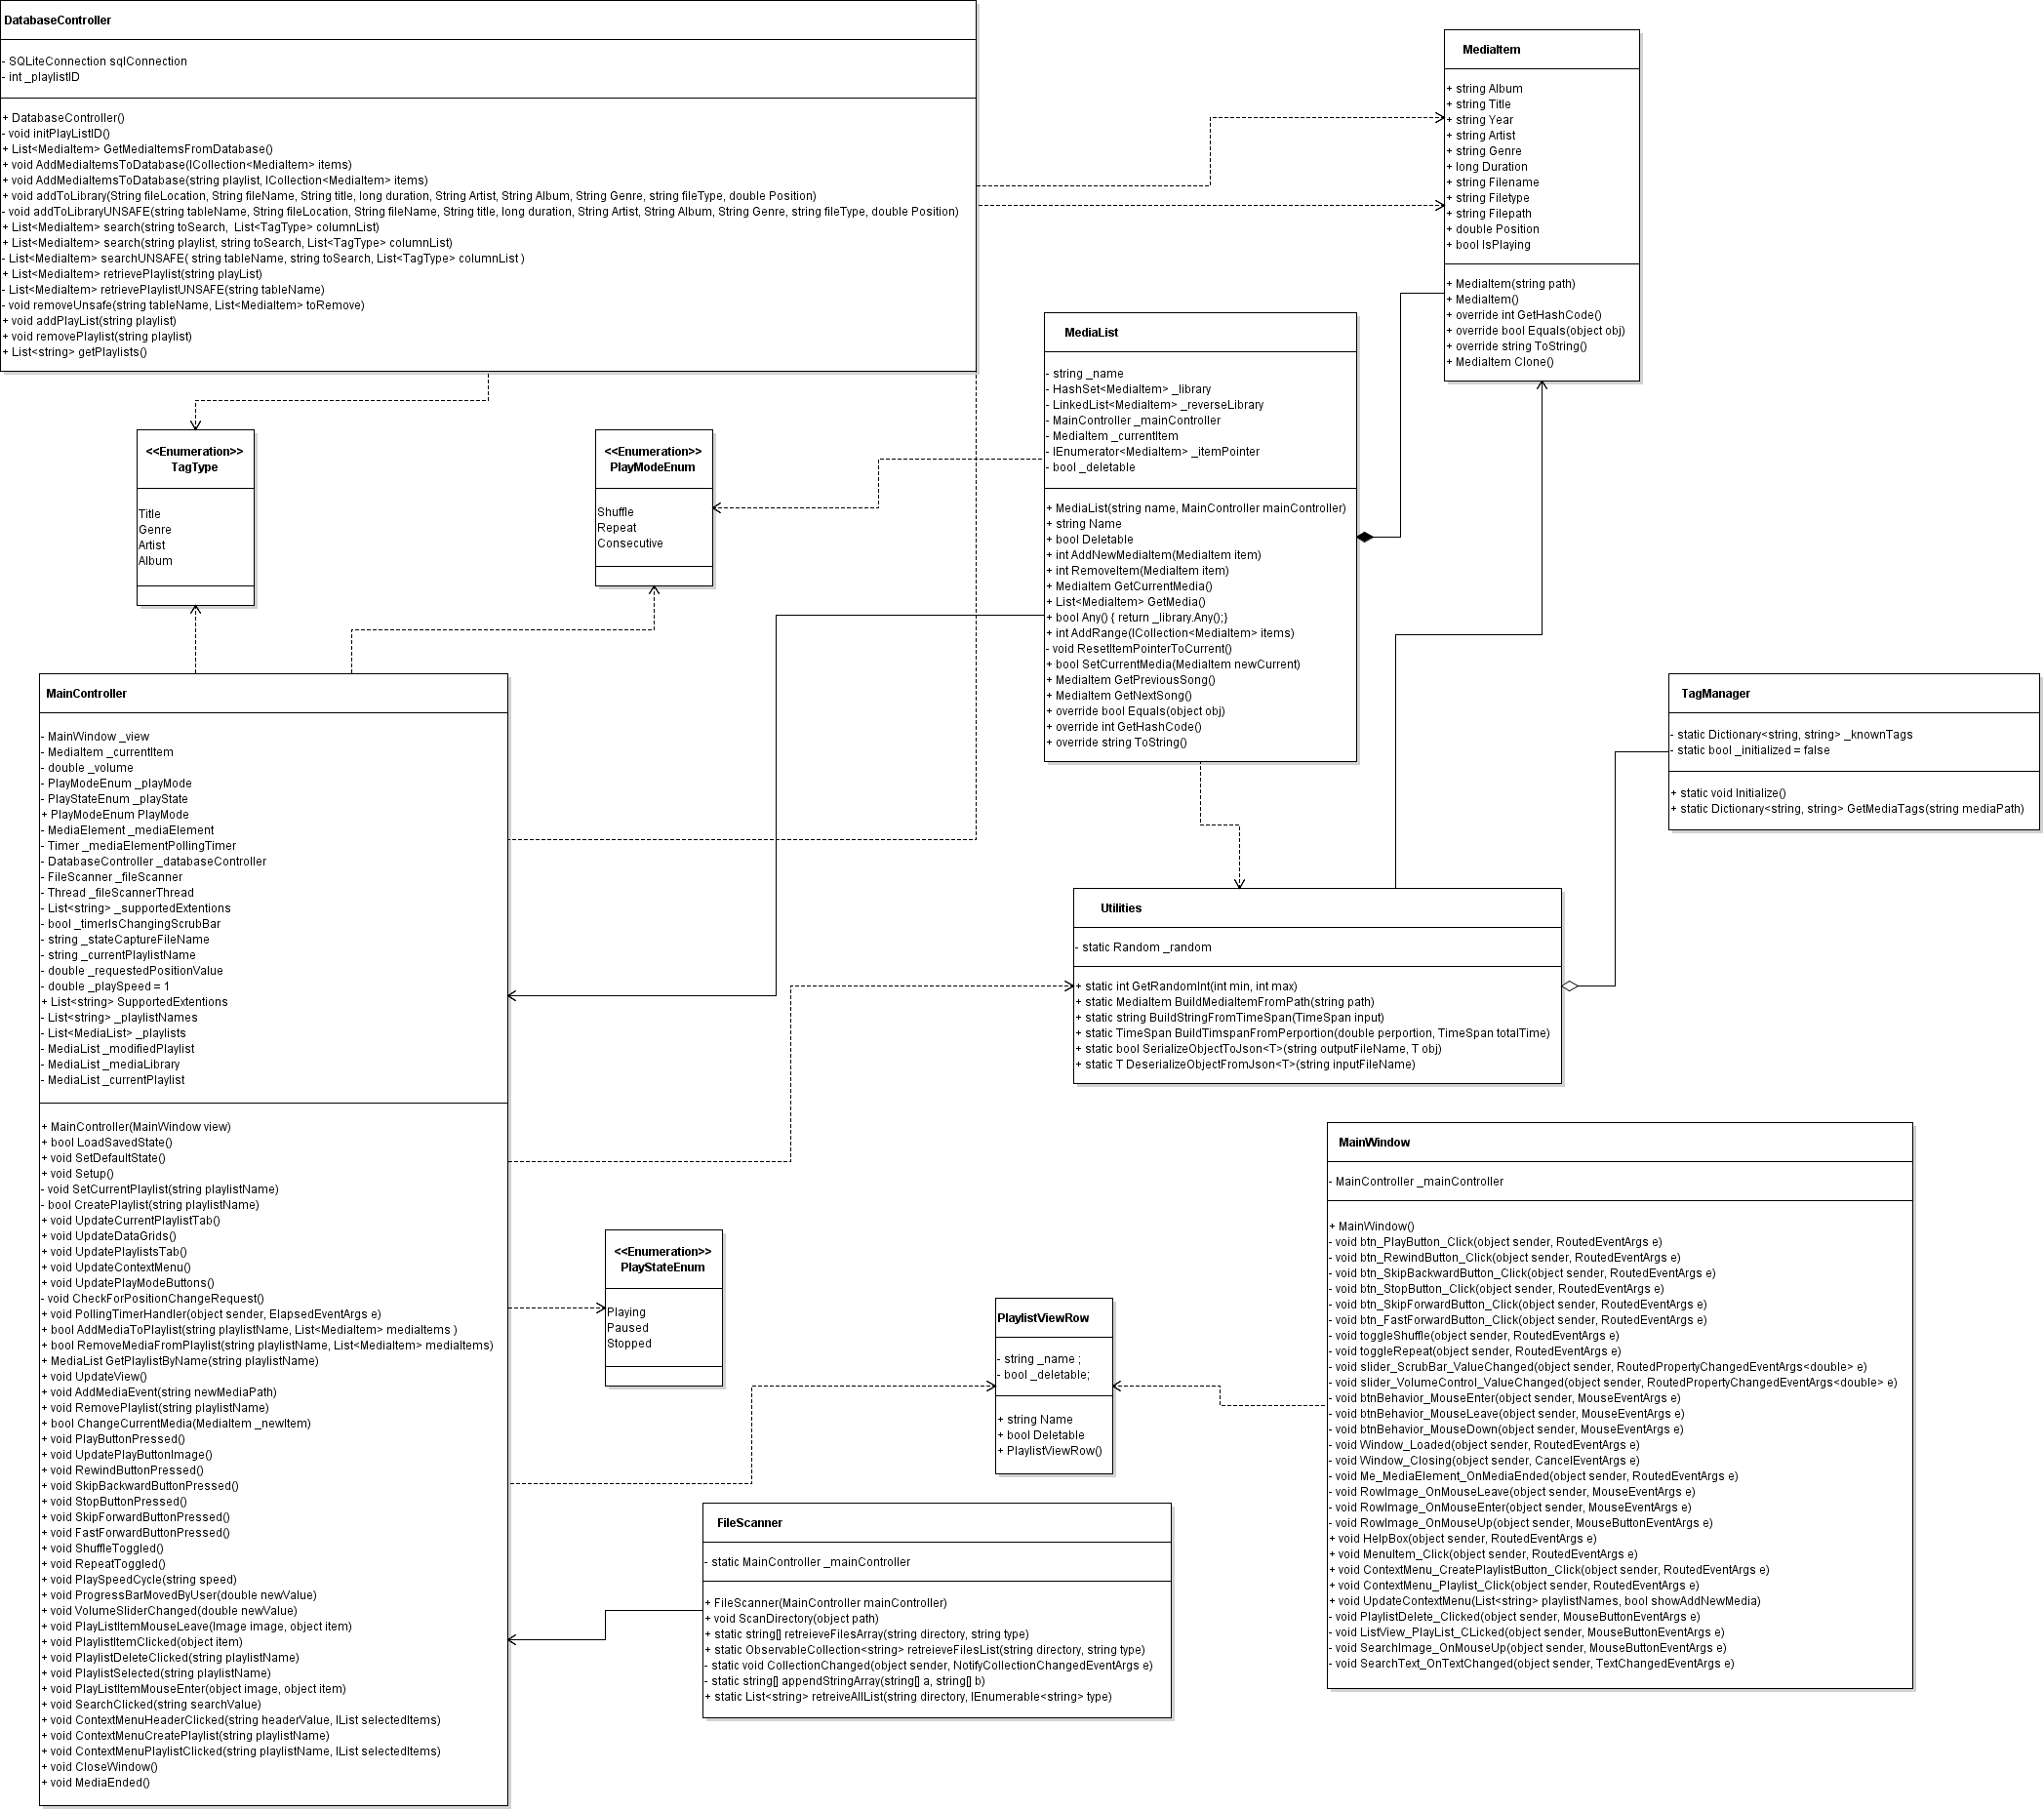 DatabaseController
- SQLiteConnection sqlConnection
- int _playlistID
+ DatabaseController()
- void initPlayListID()
+ List<MediaItem> GetMediaItemsFromDatabase()
+ void AddMediaItemsToDatabase(ICollection<MediaItem> items)
+ void AddMediaItemsToDatabase(string playlist, ICollection<MediaItem> items)
+ void addToLibrary(String fileLocation, String fileName, String title, long duration, String Artist, String Album, String Genre, string fileType, double Position)
- void addToLibraryUNSAFE(string tableName, String fileLocation, String fileName, String title, long duration, String Artist, String Album, String Genre, string fileType, double Position)
+ List<MediaItem> search(string toSearch,  List<TagType> columnList)
+ List<MediaItem> search(string playlist, string toSearch, List<TagType> columnList)
- List<MediaItem> searchUNSAFE( string tableName, string toSearch, List<TagType> columnList )
+ List<MediaItem> retrievePlaylist(string playList)
- List<MediaItem> retrievePlaylistUNSAFE(string tableName)
- void removeUnsafe(string tableName, List<MediaItem> toRemove)
+ void addPlayList(string playlist)
+ void removePlaylist(string playlist)
+ List<string> getPlaylists()
MediaItem
+ string Album
+ string Title
+ string Year
+ string Artist
+ string Genre
+ long Duration
+ string Filename
+ string Filetype
+ string Filepath
+ double Position
+ bool IsPlaying
+ MediaItem(string path)
+ MediaItem()
+ override int GetHashCode()
+ override bool Equals(object obj)
+ override string ToString()
+ MediaItem Clone()
MediaList
- string _name
- HashSet<MediaItem> _library
- LinkedList<MediaItem> _reverseLibrary
- MainController _mainController
- MediaItem _currentItem
- IEnumerator<MediaItem> _itemPointer
- bool _deletable
+ MediaList(string name, MainController mainController)
+ string Name
+ bool Deletable
+ int AddNewMediaItem(MediaItem item)
+ int RemoveItem(MediaItem item)
+ MediaItem GetCurrentMedia()
+ List<MediaItem> GetMedia()
+ bool Any() { return _library.Any();}
+ int AddRange(ICollection<MediaItem> items)
- void ResetItemPointerToCurrent()
+ bool SetCurrentMedia(MediaItem newCurrent)
+ MediaItem GetPreviousSong()
+ MediaItem GetNextSong()
+ override bool Equals(object obj)
+ override int GetHashCode()
+ override string ToString()
<<Enumeration>>
TagType
Title
Genre
Artist
Album
<<Enumeration>>
PlayModeEnum
Shuffle
Repeat
Consecutive
MainController
- MainWindow _view
- MediaItem _currentItem
- double _volume
- PlayModeEnum _playMode
- PlayStateEnum _playState
+ PlayModeEnum PlayMode
- MediaElement _mediaElement
- Timer _mediaElementPollingTimer
- DatabaseController _databaseController
- FileScanner _fileScanner
- Thread _fileScannerThread
- List<string> _supportedExtentions
- bool _timerIsChangingScrubBar
- string _stateCaptureFileName
- string _currentPlaylistName
- double _requestedPositionValue
- double _playSpeed = 1
+ List<string> SupportedExtentions
- List<string> _playlistNames
- List<MediaList> _playlists
- MediaList _modifiedPlaylist
- MediaList _mediaLibrary
- MediaList _currentPlaylist
+ MainController(MainWindow view)
+ bool LoadSavedState()
+ void SetDefaultState()
+ void Setup()
- void SetCurrentPlaylist(string playlistName)
- bool CreatePlaylist(string playlistName)
+ void UpdateCurrentPlaylistTab()
+ void UpdateDataGrids()
+ void UpdatePlaylistsTab()
+ void UpdateContextMenu()
+ void UpdatePlayModeButtons()
- void CheckForPositionChangeRequest()
+ void PollingTimerHandler(object sender, ElapsedEventArgs e)
+ bool AddMediaToPlaylist(string playlistName, List<MediaItem> mediaItems )
+ bool RemoveMediaFromPlaylist(string playlistName, List<MediaItem> mediaItems)
+ MediaList GetPlaylistByName(string playlistName)
+ void UpdateView()
+ void AddMediaEvent(string newMediaPath)
+ void RemovePlaylist(string playlistName)
+ bool ChangeCurrentMedia(MediaItem _newItem)
+ void PlayButtonPressed()
+ void UpdatePlayButtonImage()
+ void RewindButtonPressed()
+ void SkipBackwardButtonPressed()
+ void StopButtonPressed()
+ void SkipForwardButtonPressed()
+ void FastForwardButtonPressed()
+ void ShuffleToggled()
+ void RepeatToggled()
+ void PlaySpeedCycle(string speed)
+ void ProgressBarMovedByUser(double newValue)
+ void VolumeSliderChanged(double newValue)
+ void PlayListItemMouseLeave(Image image, object item)
+ void PlaylistItemClicked(object item)
+ void PlaylistDeleteClicked(string playlistName)
+ void PlaylistSelected(string playlistName)
+ void PlayListItemMouseEnter(object image, object item)
+ void SearchClicked(string searchValue)
+ void ContextMenuHeaderClicked(string headerValue, IList selectedItems)
+ void ContextMenuCreatePlaylist(string playlistName)
+ void ContextMenuPlaylistClicked(string playlistName, IList selectedItems)
+ void CloseWindow()
+ void MediaEnded()
TagManager
- static Dictionary<string, string> _knownTags
- static bool _initialized = false
+ static void Initialize()
+ static Dictionary<string, string> GetMediaTags(string mediaPath)
Utilities
- static Random _random
+ static int GetRandomInt(int min, int max)
+ static MediaItem BuildMediaItemFromPath(string path)
+ static string BuildStringFromTimeSpan(TimeSpan input)
+ static TimeSpan BuildTimspanFromPerportion(double perportion, TimeSpan totalTime)
+ static bool SerializeObjectToJson<T>(string outputFileName, T obj)
+ static T DeserializeObjectFromJson<T>(string inputFileName)
<<Enumeration>>
PlayStateEnum
Playing
Paused
Stopped
PlaylistViewRow
- string _name ;
- bool _deletable;
+ string Name
+ bool Deletable
+ PlaylistViewRow()
MainWindow
- MainController _mainController
+ MainWindow()
- void btn_PlayButton_Click(object sender, RoutedEventArgs e)
- void btn_RewindButton_Click(object sender, RoutedEventArgs e)
- void btn_SkipBackwardButton_Click(object sender, RoutedEventArgs e)
- void btn_StopButton_Click(object sender, RoutedEventArgs e)
- void btn_SkipForwardButton_Click(object sender, RoutedEventArgs e)
- void btn_FastForwardButton_Click(object sender, RoutedEventArgs e)
- void toggleShuffle(object sender, RoutedEventArgs e)
- void toggleRepeat(object sender, RoutedEventArgs e)
- void slider_ScrubBar_ValueChanged(object sender, RoutedPropertyChangedEventArgs<double> e)
- void slider_VolumeControl_ValueChanged(object sender, RoutedPropertyChangedEventArgs<double> e)
- void btnBehavior_MouseEnter(object sender, MouseEventArgs e)
- void btnBehavior_MouseLeave(object sender, MouseEventArgs e)
- void btnBehavior_MouseDown(object sender, MouseEventArgs e)
- void Window_Loaded(object sender, RoutedEventArgs e)
- void Window_Closing(object sender, CancelEventArgs e)
- void Me_MediaElement_OnMediaEnded(object sender, RoutedEventArgs e)
- void RowImage_OnMouseLeave(object sender, MouseEventArgs e)
- void RowImage_OnMouseEnter(object sender, MouseEventArgs e)
- void RowImage_OnMouseUp(object sender, MouseButtonEventArgs e)
+ void HelpBox(object sender, RoutedEventArgs e)
+ void MenuItem_Click(object sender, RoutedEventArgs e)
+ void ContextMenu_CreatePlaylistButton_Click(object sender, RoutedEventArgs e)
+ void ContextMenu_Playlist_Click(object sender, RoutedEventArgs e)
+ void UpdateContextMenu(List<string> playlistNames, bool showAddNewMedia)
- void PlaylistDelete_Clicked(object sender, MouseButtonEventArgs e)
- void ListView_PlayList_CLicked(object sender, MouseButtonEventArgs e)
- void SearchImage_OnMouseUp(object sender, MouseButtonEventArgs e)
- void SearchText_OnTextChanged(object sender, TextChangedEventArgs e)
FileScanner
- static MainController _mainController
+ FileScanner(MainController mainController)
+ void ScanDirectory(object path)
+ static string[] retreieveFilesArray(string directory, string type)
+ static ObservableCollection<string> retreieveFilesList(string directory, string type)
- static void CollectionChanged(object sender, NotifyCollectionChangedEventArgs e)
- static string[] appendStringArray(string[] a, string[] b)
+ static List<string> retreiveAllList(string directory, IEnumerable<string> type)